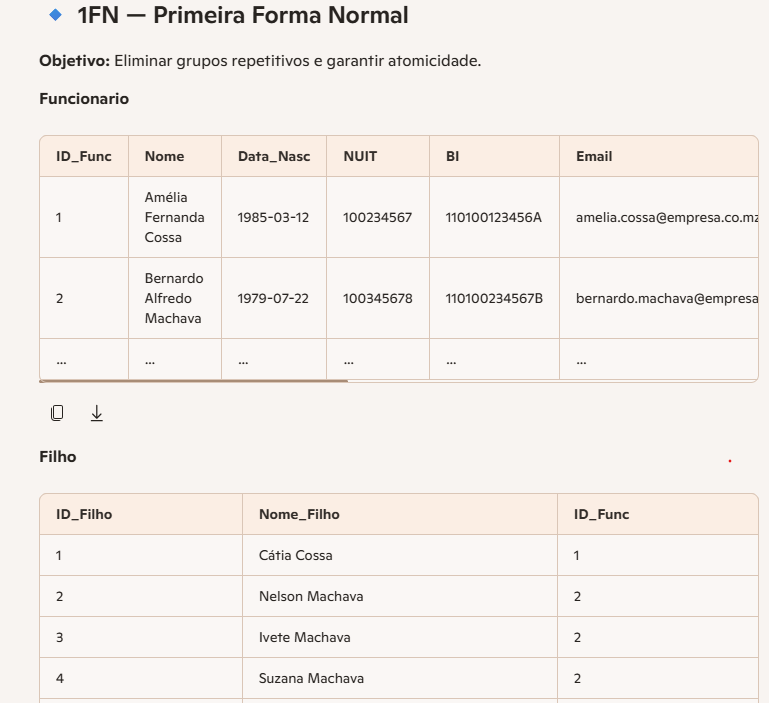 1FN — Primeira Forma Normal
Objetivo: Eliminar grupos repetitivos e garantir atomicidade.
Funcionario
ID_Func Nome Data_Nasc NUIT BI Email
1 Amélia Fernanda Cossa 1985-03-12 100234567 110100123456A amelia.cossa@empresa.co.mz
2 Bernardo Alfredo Machava 1979-07-22 100345678 110100234567B bernardo.machava@empresa
... ... ... ... ... ...
Filho
ID_Filho Nome_Filho ID_Func
1 Cátia Cossa 1
2 Nelson Machava 2
3 Ivete Machava 2
4 Suzana Machava 2